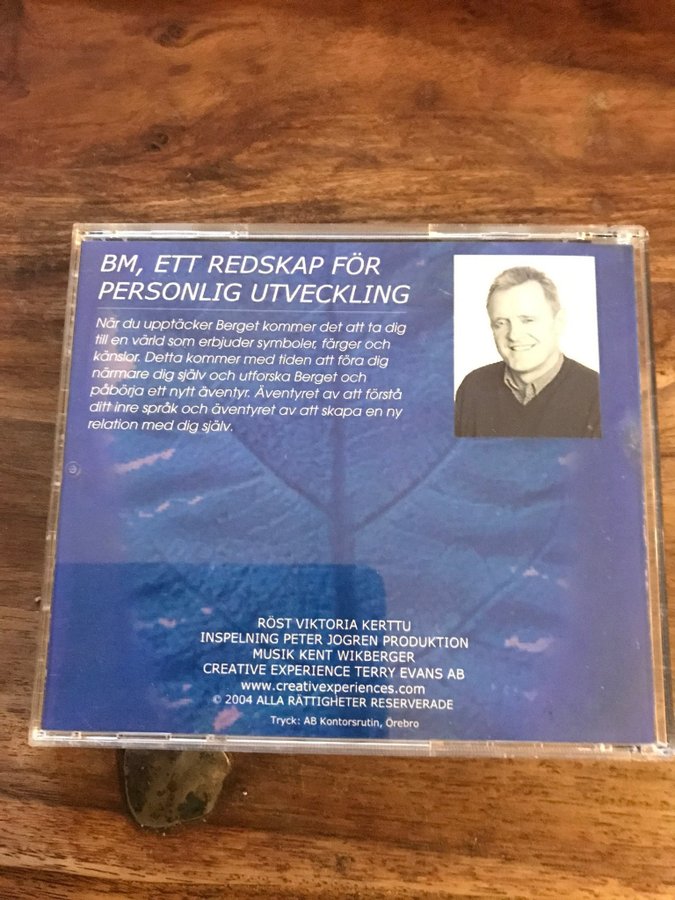 BM, ETT REDSKAP FÖR
PERSONLIG UTVECKLING
När du upptäcker Berget kommer det att ta dig
till en värld som erbjuder symboler, färger och
känslor. Detta kommer med tiden att föra dig
närmare dig själv och utforska Berget och
påbörja ett nytt äventyr. Äventyret av att förstå
ditt inre språk och äventyret av att skapa en ny
relation med dig själv.
RÖST VIKTORIA KERTTU
INSPELNING PETER JOGREN PRODUKTION
MUSIK KENT WIKBERGER
CREATIVE EXPERIENCE TERRY EVANS AB
www.creativexperiences.com
© 2004 ALLA RÄTTIGHETER RESERVERADE
Tryck: AB Kontorsrutin, Örebro